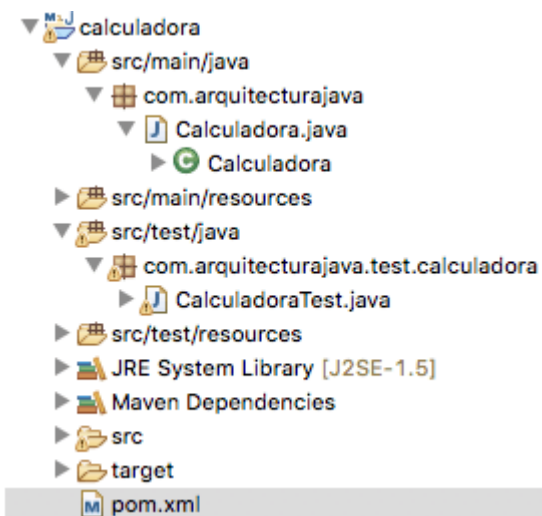 calculadora
src/main/java
com.arquitecturajava
Calculadora.java
Calculadora
src/main/resources
src/test/java
com.arquitecturajava.test.calculadora
CalculadoraTest.java
src/test/resources
JRE System Library [J2SE-1.5]
Maven Dependencies
src
target
pom.xml